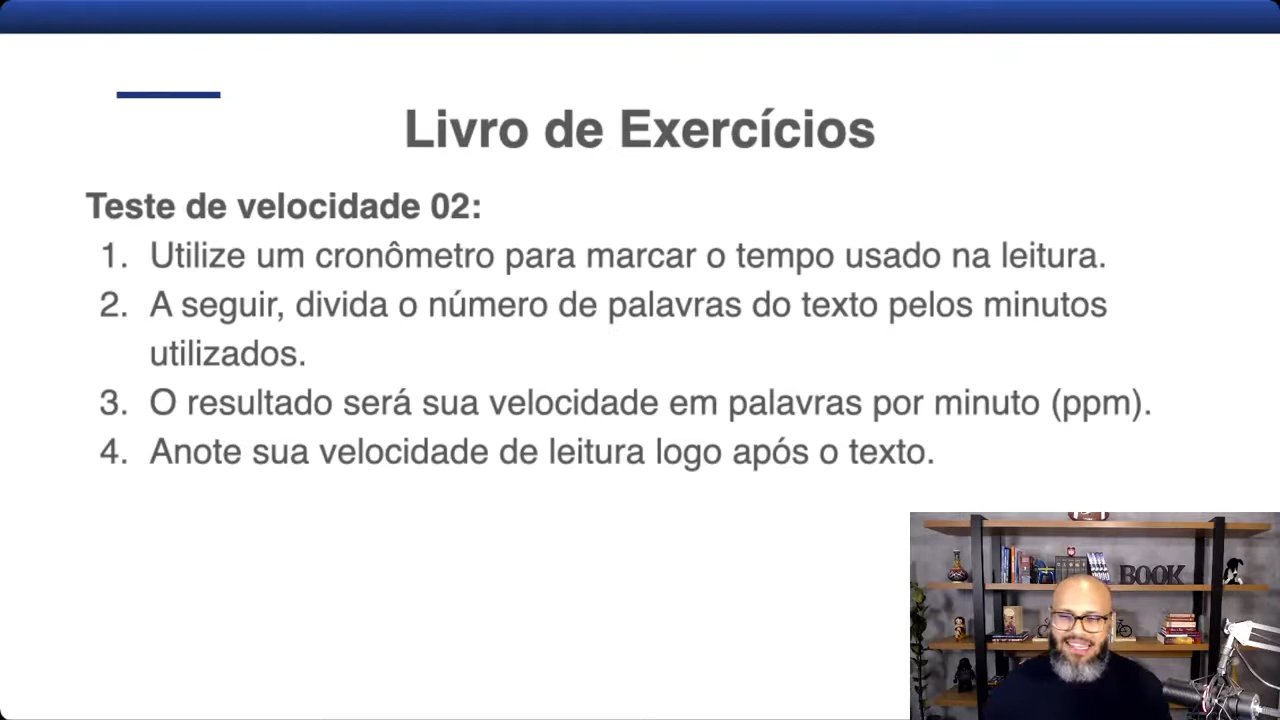 Livro de Exercícios
Teste de velocidade 02:
1. Utilize um cronômetro para marcar o tempo usado na leitura.
2. A seguir, divida o número de palavras do texto pelos minutos
utilizados.
3. O resultado será sua velocidade em palavras por minuto (ppm).
4. Anote sua velocidade de leitura logo após o texto.
BOOK